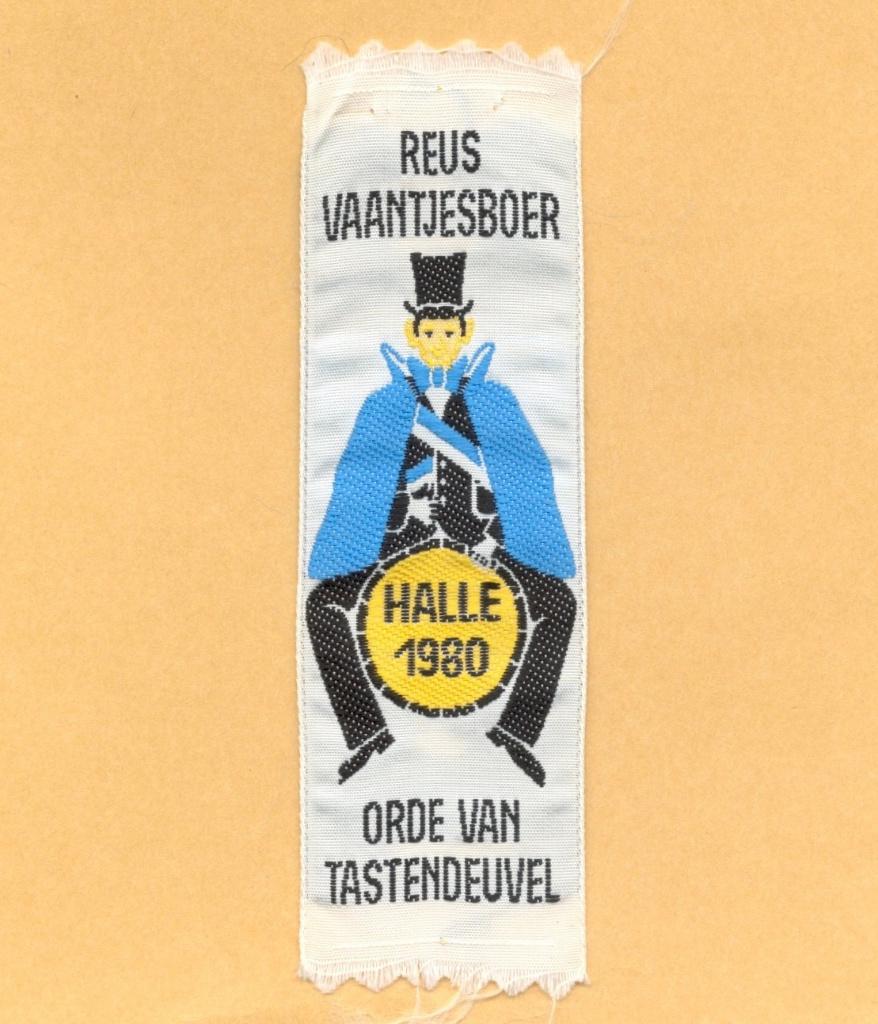 REUS
VAANTJESBOER
HALLE
1980
ORDE VAN
TASTENDEUVEL